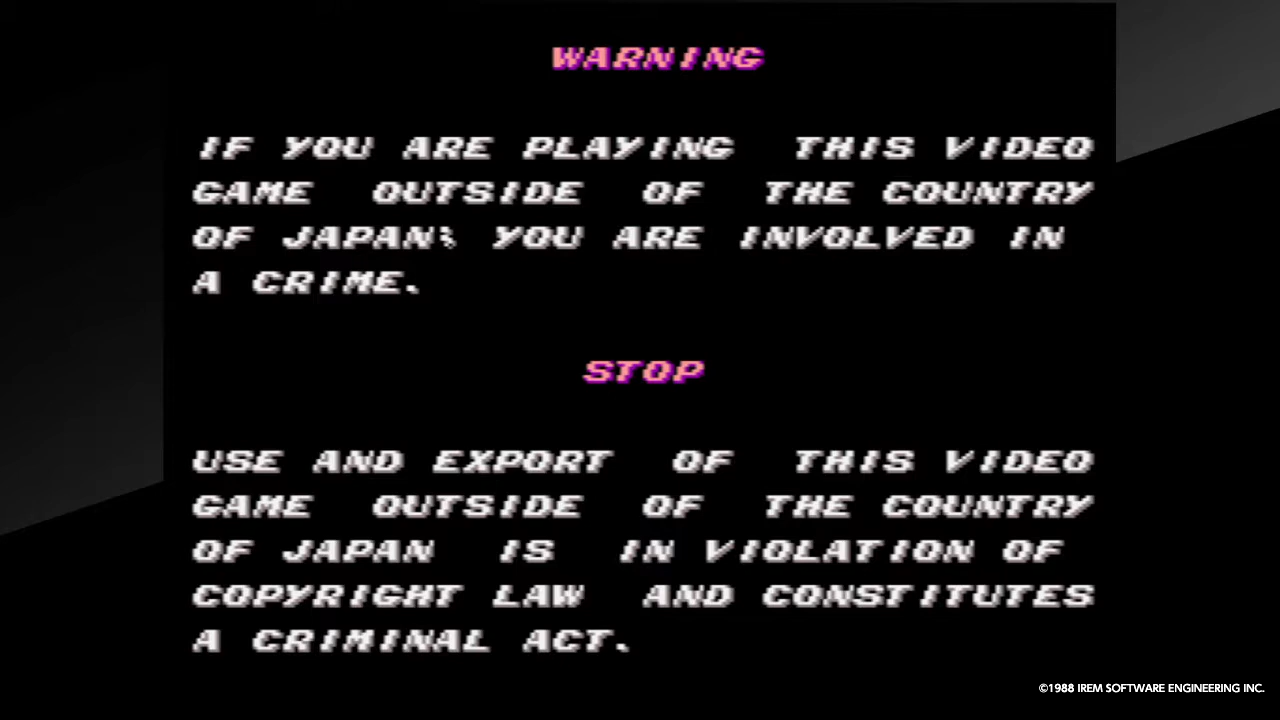 WARNING
IF YOU ARE PLAYING THIS VIDEO
GAME OUTSIDE OF THE COUNTRY
OF JAPAN, YOU ARE INVOLVED IN
A CRIME.
STOP
USE AND EXPORT OF THIS VIDEO
GAME OUTSIDE OF THE COUNTRY
OF JAPAN IS IN VIOLATION OF
COPYRIGHT LAW AND CONSTITUTES
A CRIMINAL ACT.
©1988 IREM SOFTWARE ENGINEERING INC.